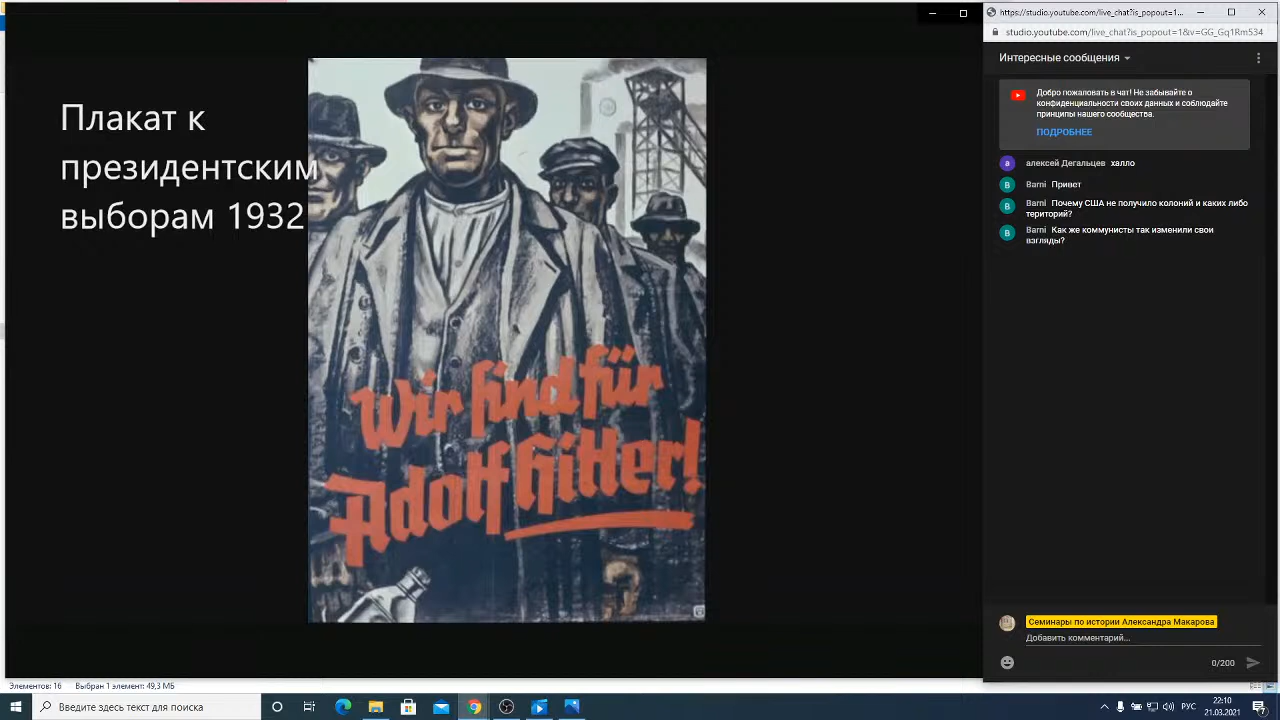 Плакат к
президентским
выборам 1932
Wir sind für
Adolf Hitler!
https://studio.youtube.com/live_chat?is_popout=1...
studio.youtube.com/live_chat?is_popout=1&v=GG_Gq1Rm534
Интересные сообщения
Добро пожаловать в чат! Не забывайте о
конфиденциальности своих данных и соблюдайте
принципы нашего сообщества.
ПОДРОБНЕЕ
алексей Дегальцев халло
Barni Привет
Barni Почему США не получило колоний и каких либо
территорий?
Barni Как же коммунисты так изменили свои
взгляды?
Семинары по истории Александра Макарова
Добавить комментарий...
0/200
Элементов: 16 Выбран 1 элемент: 49,3 МБ
Введите здесь текст для поиска
РУС
22:10
21.03.2021